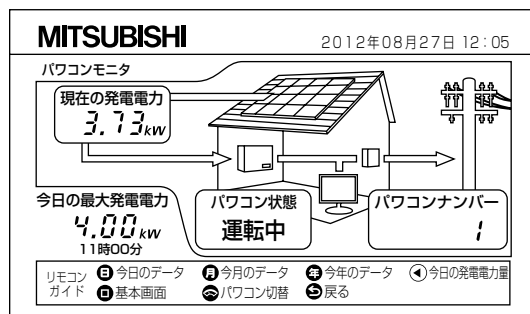 MITSUBISHI 2012年08月27日 12:05
パワコンモニタ
現在の発電電力
3.73kW
今日の最大発電電力
4.00kW
11時00分
パワコン状態
運転中
パワコンナンバー
1
リモコンガイド
日 今日のデータ 月 今月のデータ 年 今年のデータ 今日の発電電力量
基本画面 パワコン切替 戻る